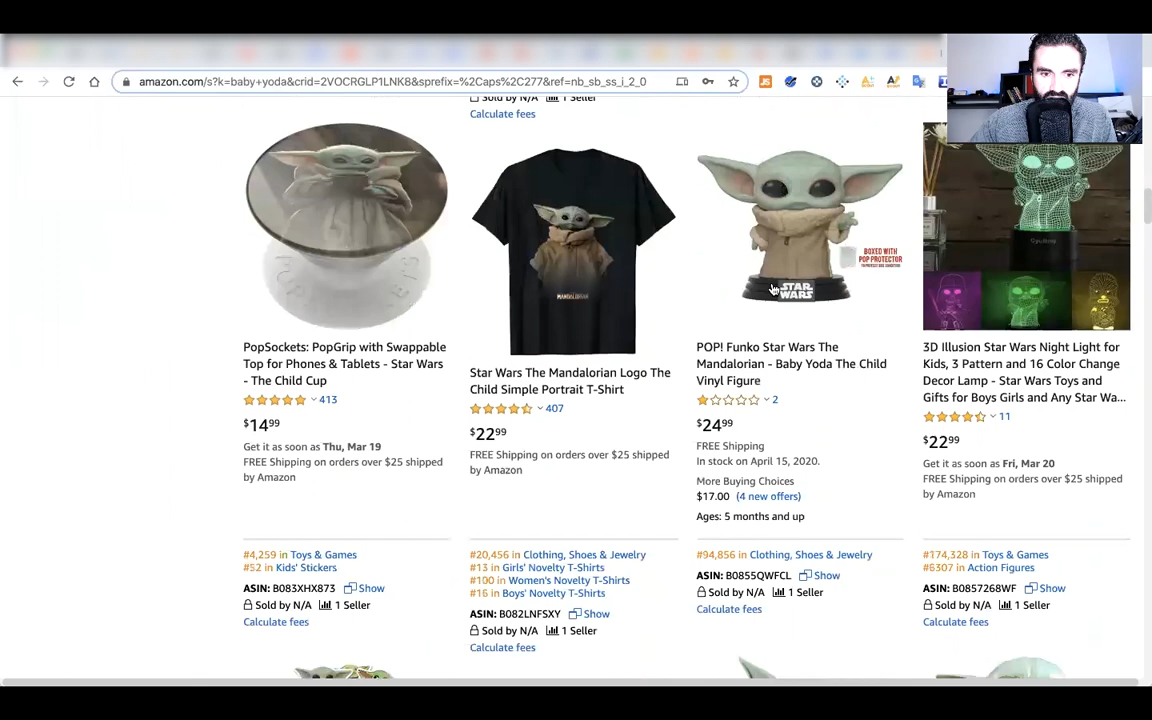 amazon.com/s?k=baby+yoda&crid=2VOCRGLP1LNK8&sprefix=%2Caps%2C277&ref=nb_sb_ss_i_2_0
Sold by N/A 1 Seller
Calculate fees
THE MANDALORIAN
BOXED WITH
POP PROTECTOR
STAR
WARS
PopSockets: PopGrip with Swappable
Top for Phones & Tablets - Star Wars
- The Child Cup
413
$14.99
Get it as soon as Thu, Mar 19
FREE Shipping on orders over $25 shipped
by Amazon
#4,259 in Toys & Games
#52 in Kids' Stickers
ASIN: B083XHX873 Show
Sold by N/A 1 Seller
Calculate fees
Star Wars The Mandalorian Logo The
Child Simple Portrait T-Shirt
407
$22.99
FREE Shipping on orders over $25 shipped
by Amazon
#20,456 in Clothing, Shoes & Jewelry
#13 in Girls' Novelty T-Shirts
#100 in Women's Novelty T-Shirts
#16 in Boys' Novelty T-Shirts
ASIN: B082LNFSXY Show
Sold by N/A 1 Seller
Calculate fees
POP! Funko Star Wars The
Mandalorian - Baby Yoda The Child
Vinyl Figure
2
$24.99
FREE Shipping
In stock on April 15, 2020.
More Buying Choices
$17.00 (4 new offers)
Ages: 5 months and up
#94,856 in Clothing, Shoes & Jewelry
ASIN: B0855QWFCL Show
Sold by N/A 1 Seller
Calculate fees
3D Illusion Star Wars Night Light for
Kids, 3 Pattern and 16 Color Change
Decor Lamp - Star Wars Toys and
Gifts for Boys Girls and Any Star Wa...
11
$22.99
Get it as soon as Fri, Mar 20
FREE Shipping on orders over $25 shipped
by Amazon
#174,328 in Toys & Games
#6307 in Action Figures
ASIN: B0857268WF Show
Sold by N/A 1 Seller
Calculate fees